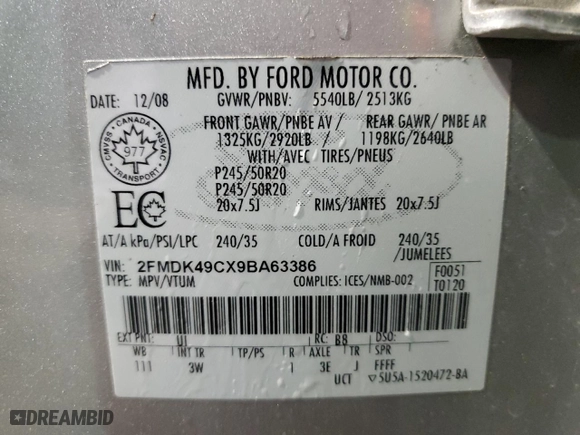 MFD. BY FORD MOTOR CO.
DATE: 12/08 GVWR/PNBV: 5540LB/ 2513KG
FRONT GAWR/PNBE AV / REAR GAWR/ PNBE AR
1325KG/2920LB / 1198KG/2640LB
WITH/AVEC TIRES/PNEUS
P245/50R20
P245/50R20
20x7.5J RIMS/JANTES 20x7.5J
CMVSS · CANADA · NSVAC · TRANSPORT ·
977
EC
AT/A kPa/PSI/LPC 240/35 COLD/A FROID 240/35
/JUMELEES
VIN: 2FMDK49CX9BA63386
TYPE: MPV/VTUM COMPLIES: ICES/NMB-002
F0051
T0120
EXT PNT: UI RC: B8 DSO:
WB INT TR TP/PS R AXLE TR SPR
111 3W 1 3E J FFFF
UCT ▽5U5A-1520472-BA
DREAMBID